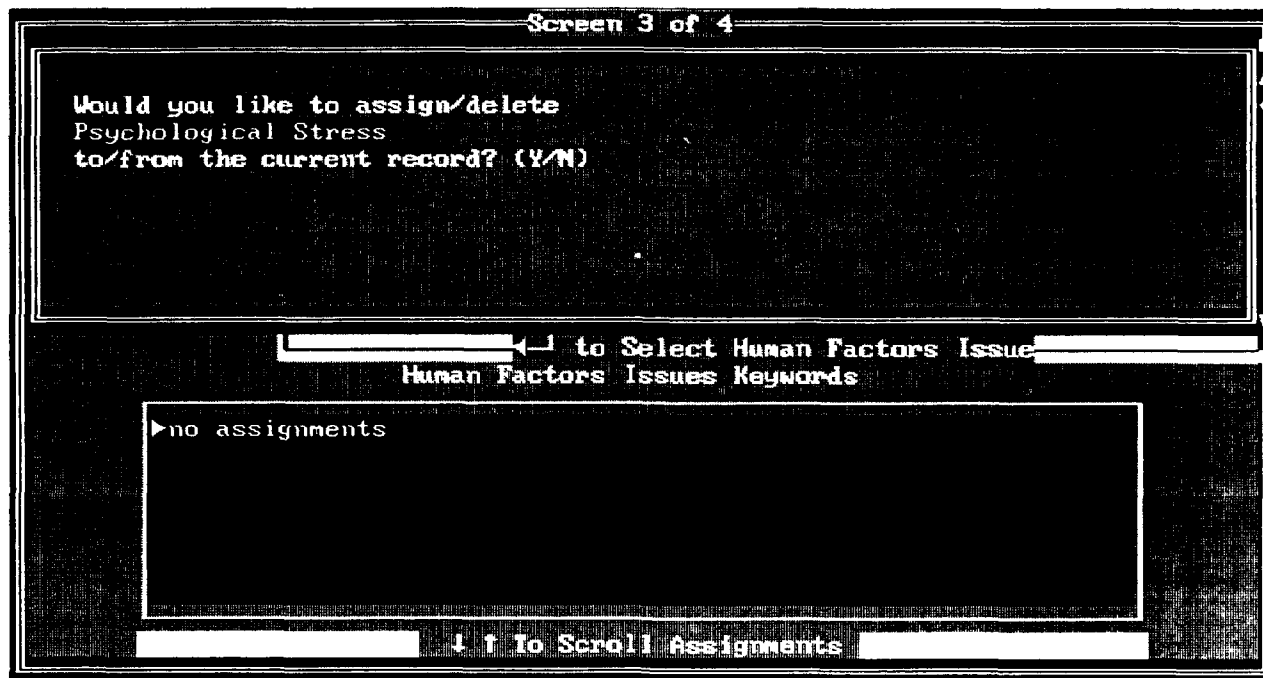 Screen 3 of 4
Would you like to assign/delete
Psychological Stress
to/from the current record? (Y/N)
◄┘ to Select Human Factors Issue
Human Factors Issues Keywords
►no assignments
↓ ↑ To Scroll Assignments